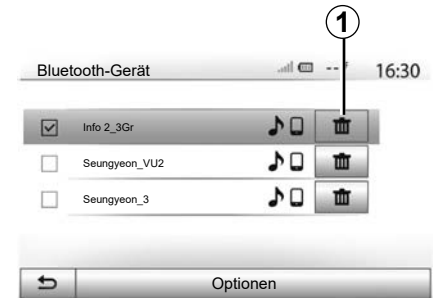 1
Bluetooth-Gerät --° 16:30
Info 2_3Gr
Seungyeon_VU2
Seungyeon_3
Optionen